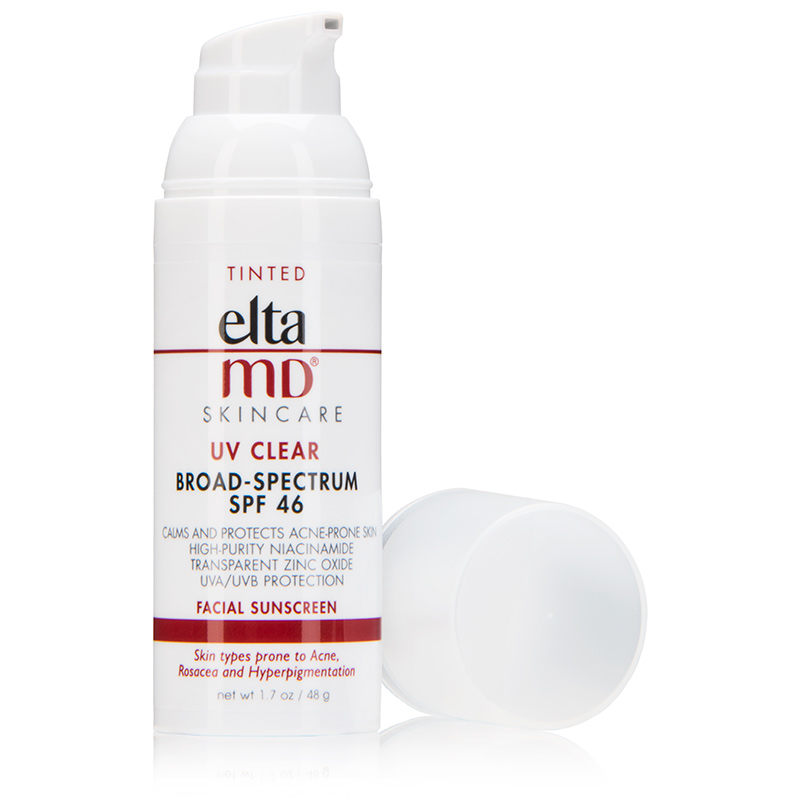 TINTED
elta
MD®
SKINCARE
UV CLEAR
BROAD-SPECTRUM
SPF 46
CALMS AND PROTECTS ACNE-PRONE SKIN
HIGH-PURITY NIACINAMIDE
TRANSPARENT ZINC OXIDE
UVA/UVB PROTECTION
FACIAL SUNSCREEN
Skin types prone to Acne,
Rosacea and Hyperpigmentation
net wt 1.7 oz / 48 g